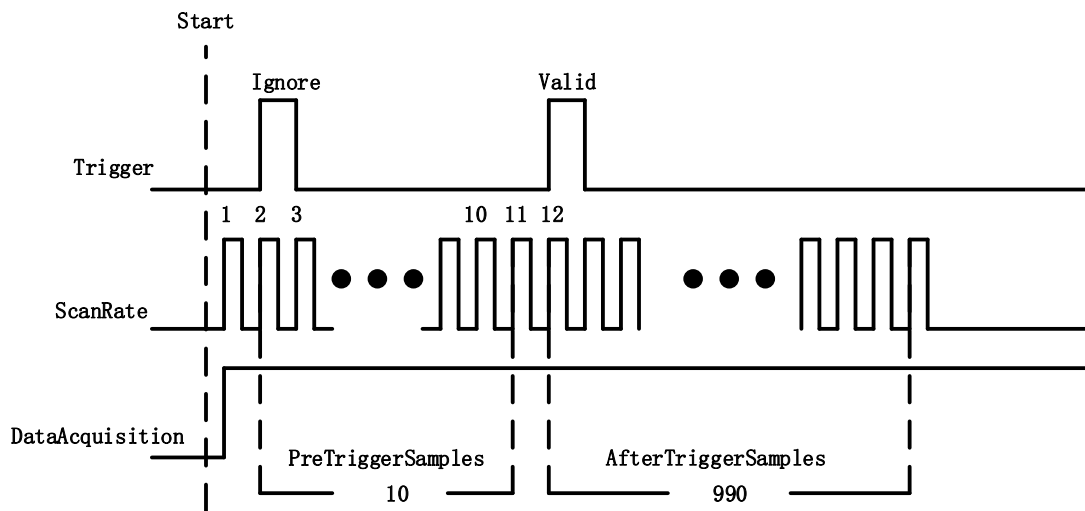 Start
Ignore
Valid
Trigger
1 2 3 10 11 12
ScanRate
DataAcquisition
PreTriggerSamples
10
AfterTriggerSamples
990